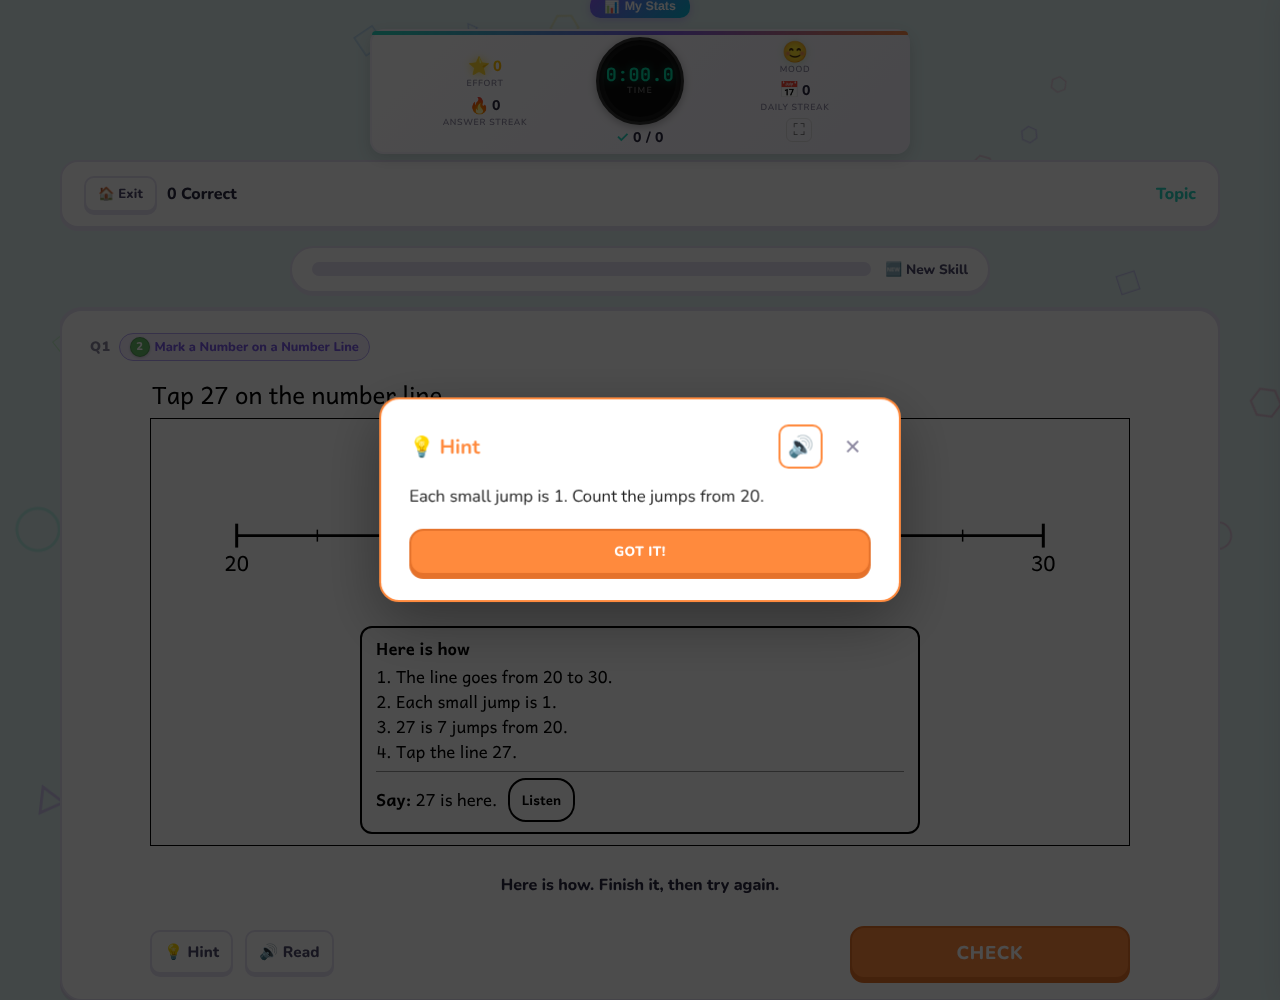 My Stats
0
EFFORT
0
ANSWER STREAK
0:00.0
TIME
0 / 0
MOOD
0
DAILY STREAK
Exit
0 Correct
Topic
New Skill
Q1
2
Mark a Number on a Number Line
Tap 27 on the number line
Hint
Each small jump is 1. Count the jumps from 20.
GOT IT!
20
30
Here is how
1. The line goes from 20 to 30.
2. Each small jump is 1.
3. 27 is 7 jumps from 20.
4. Tap the line 27.
Say: 27 is here.
Listen
Here is how. Finish it, then try again.
Hint
Read
CHECK